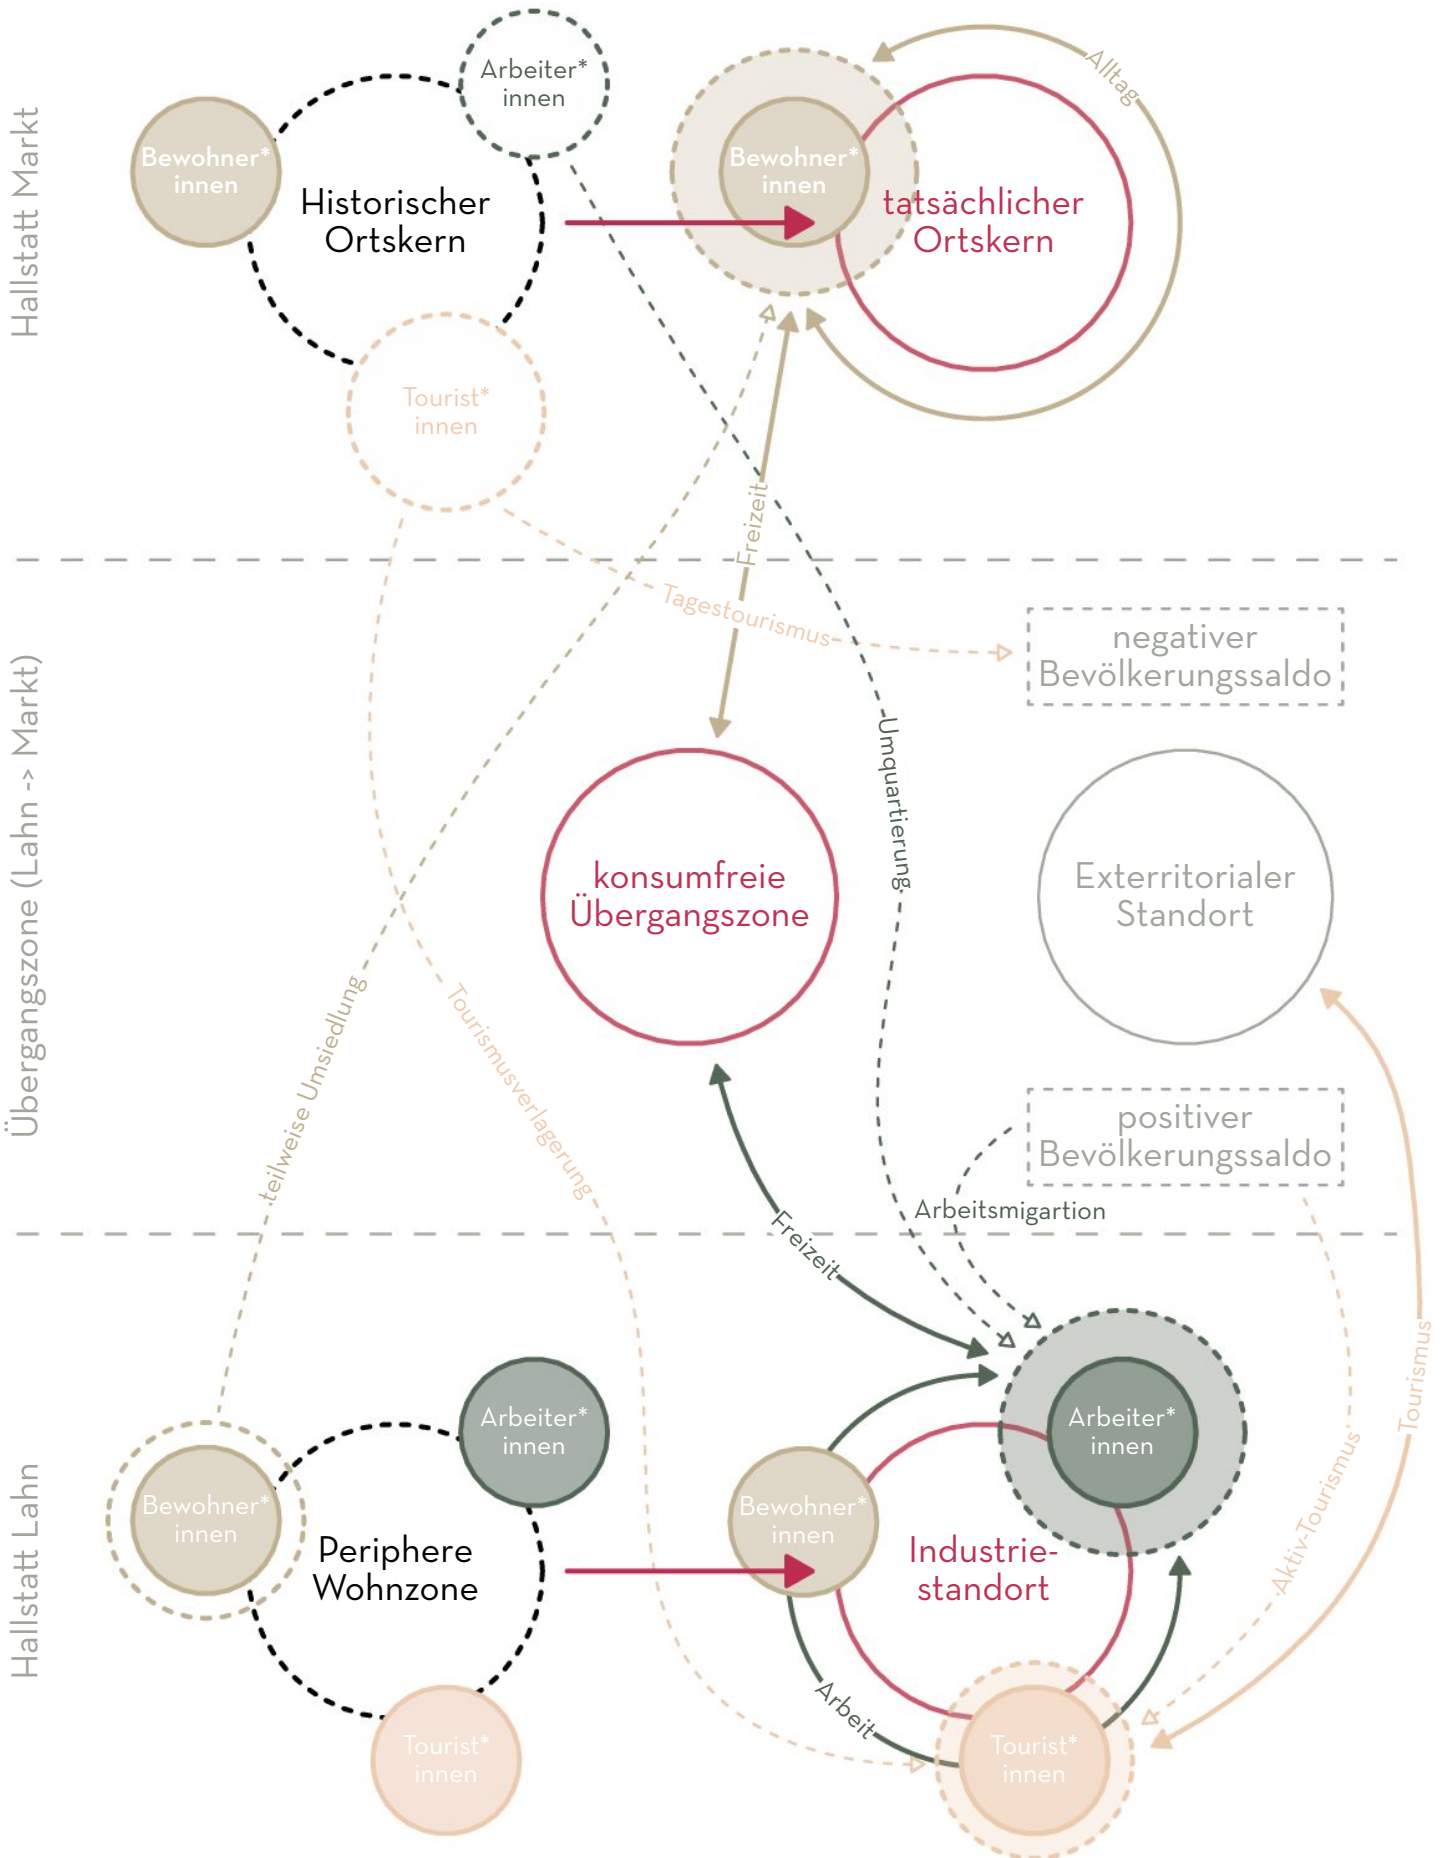 Hallstatt Markt
Arbeiter*
innen
Bewohner*
innen
Historischer
Ortskern
Tourist*
innen
Bewohner*
innen
tatsächlicher
Ortskern
Alltag
Freizeit
Übergangszone (Lahn -> Markt)
Tagestourismus
negativer
Bevölkerungssaldo
Umquartierung
konsumfreie
Übergangszone
Exterritorialer
Standort
teilweise Umsiedlung
Tourismusverlagerung
positiver
Bevölkerungssaldo
Arbeitsmigartion
Freizeit
Hallstatt Lahn
Arbeiter*
innen
Bewohner*
innen
Periphere
Wohnzone
Tourist*
innen
Arbeiter*
innen
Bewohner*
innen
Industrie-
standort
Arbeit
Tourist*
innen
Aktiv-Tourismus
Tourismus